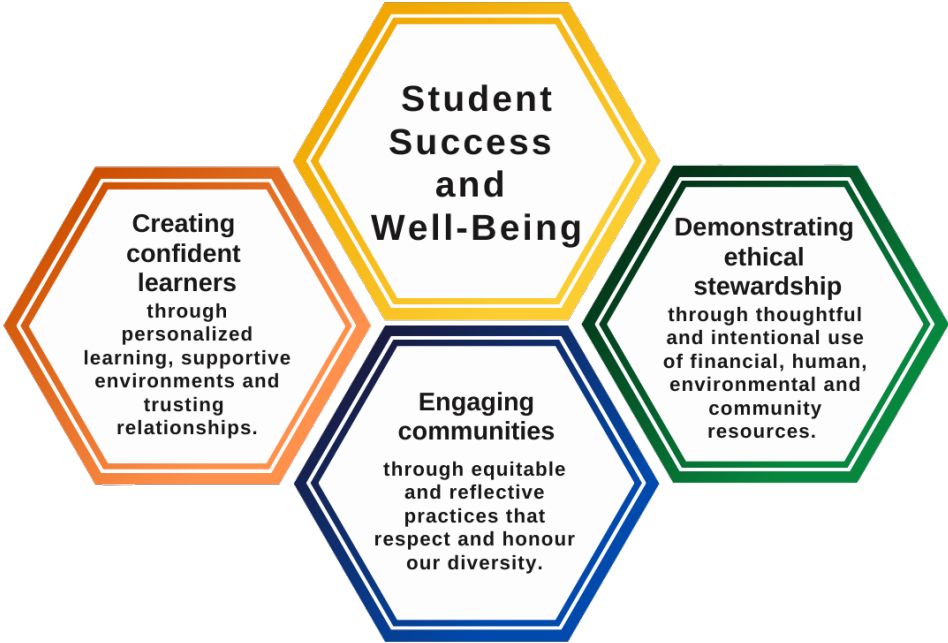 Student
Success
and
Well-Being
Creating
confident
learners
through
personalized
learning, supportive
environments and
trusting
relationships.
Engaging
communities
through equitable
and reflective
practices that
respect and honour
our diversity.
Demonstrating
ethical
stewardship
through thoughtful
and intentional use
of financial, human,
environmental and
community
resources.